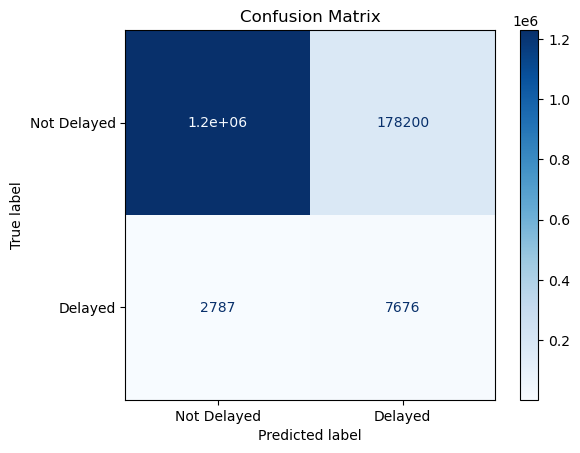 Confusion Matrix
1e6
Not Delayed
1.2e+06
178200
1.2
1.0
0.8
0.6
0.4
0.2
True label
Delayed
2787
7676
Not Delayed
Delayed
Predicted label